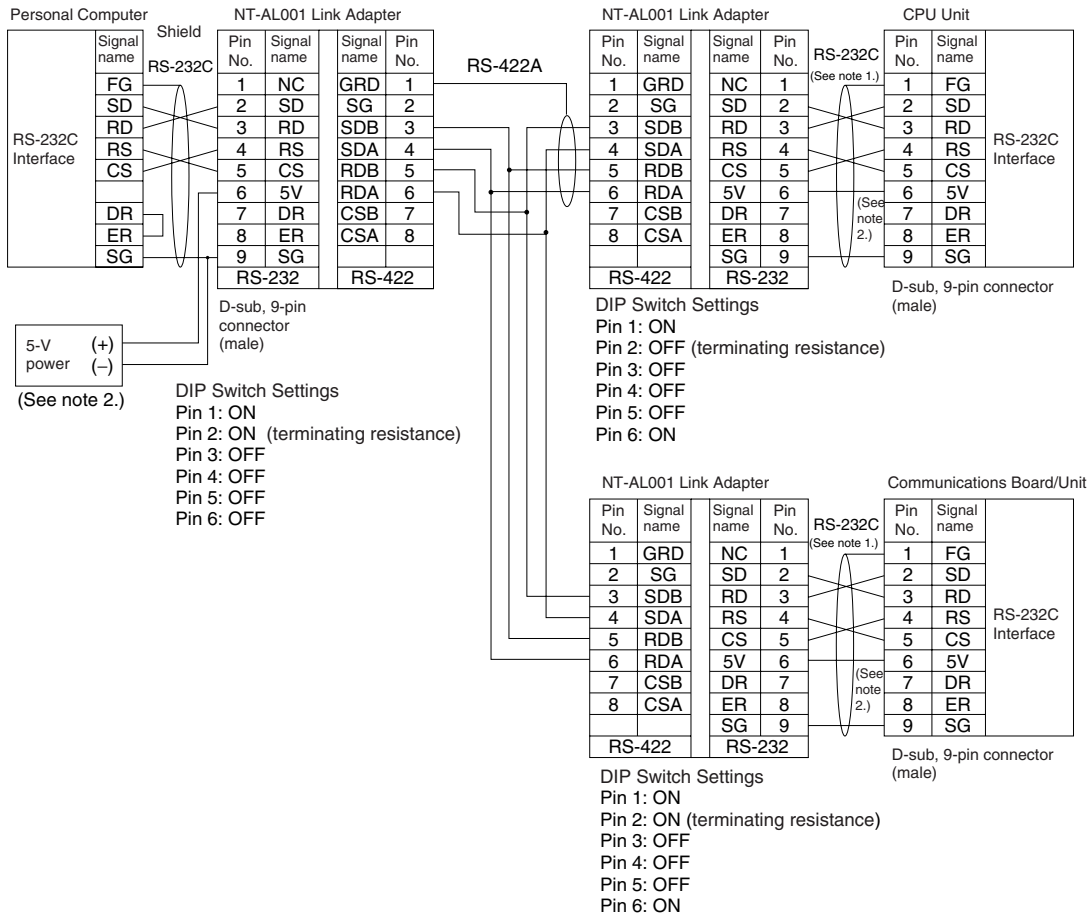 Personal Computer
NT-AL001 Link Adapter
NT-AL001 Link Adapter
CPU Unit
Signal name
Shield
RS-232C
Pin No. Signal name Signal name Pin No.
RS-422A
Pin No. Signal name Signal name Pin No.
RS-232C
(See note 1.)
Pin No. Signal name
RS-232C
Interface
FG
SD
RD
RS
CS
DR
ER
SG
1 NC GRD 1
2 SD SG 2
3 RD SDB 3
4 RS SDA 4
5 CS RDB 5
6 5V RDA 6
7 DR CSB 7
8 ER CSA 8
9 SG
RS-232 RS-422
D-sub, 9-pin
connector
(male)
1 GRD NC 1
2 SG SD 2
3 SDB RD 3
4 SDA RS 4
5 RDB CS 5
6 RDA 5V 6
7 CSB DR 7
8 CSA ER 8
SG 9
RS-422 RS-232
(See
note
2.)
1 FG
2 SD
3 RD
4 RS
5 CS
6 5V
7 DR
8 ER
9 SG
RS-232C
Interface
D-sub, 9-pin connector
(male)
5-V
power
(+)
(–)
(See note 2.)
DIP Switch Settings
Pin 1: ON
Pin 2: ON (terminating resistance)
Pin 3: OFF
Pin 4: OFF
Pin 5: OFF
Pin 6: OFF
DIP Switch Settings
Pin 1: ON
Pin 2: OFF (terminating resistance)
Pin 3: OFF
Pin 4: OFF
Pin 5: OFF
Pin 6: ON
NT-AL001 Link Adapter
Communications Board/Unit
Pin No. Signal name Signal name Pin No.
RS-232C
(See note 1.)
Pin No. Signal name
1 GRD NC 1
2 SG SD 2
3 SDB RD 3
4 SDA RS 4
5 RDB CS 5
6 RDA 5V 6
7 CSB DR 7
8 CSA ER 8
SG 9
RS-422 RS-232
(See
note
2.)
1 FG
2 SD
3 RD
4 RS
5 CS
6 5V
7 DR
8 ER
9 SG
RS-232C
Interface
D-sub, 9-pin connector
(male)
DIP Switch Settings
Pin 1: ON
Pin 2: ON (terminating resistance)
Pin 3: OFF
Pin 4: OFF
Pin 5: OFF
Pin 6: ON